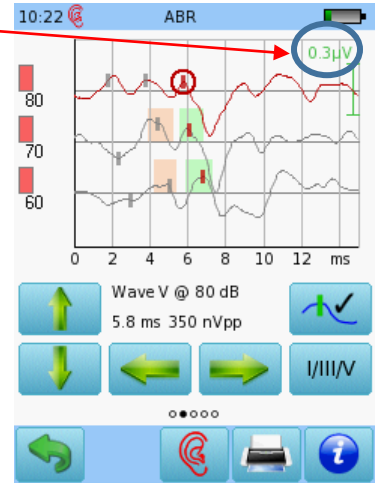 10:22 ABR
0.3µV
80
70
60
0 2 4 6 8 10 12 ms
Wave V @ 80 dB
5.8 ms 350 nVpp
I/III/V
i